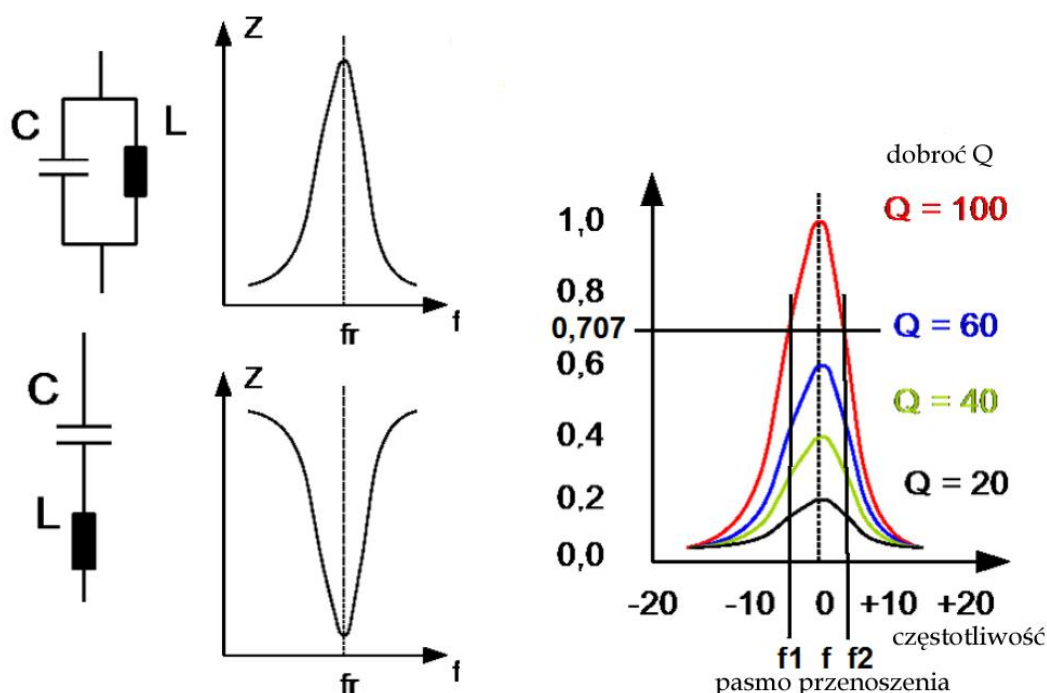 Z
C
L
fr
f
C
L
Z
fr
f
dobroć Q
Q = 100
1,0
0,8
0,707
Q = 60
0,6
Q = 40
0,4
Q = 20
0,2
0,0
-20 -10 0 +10 +20
częstotliwość
f1 f f2
pasmo przenoszenia